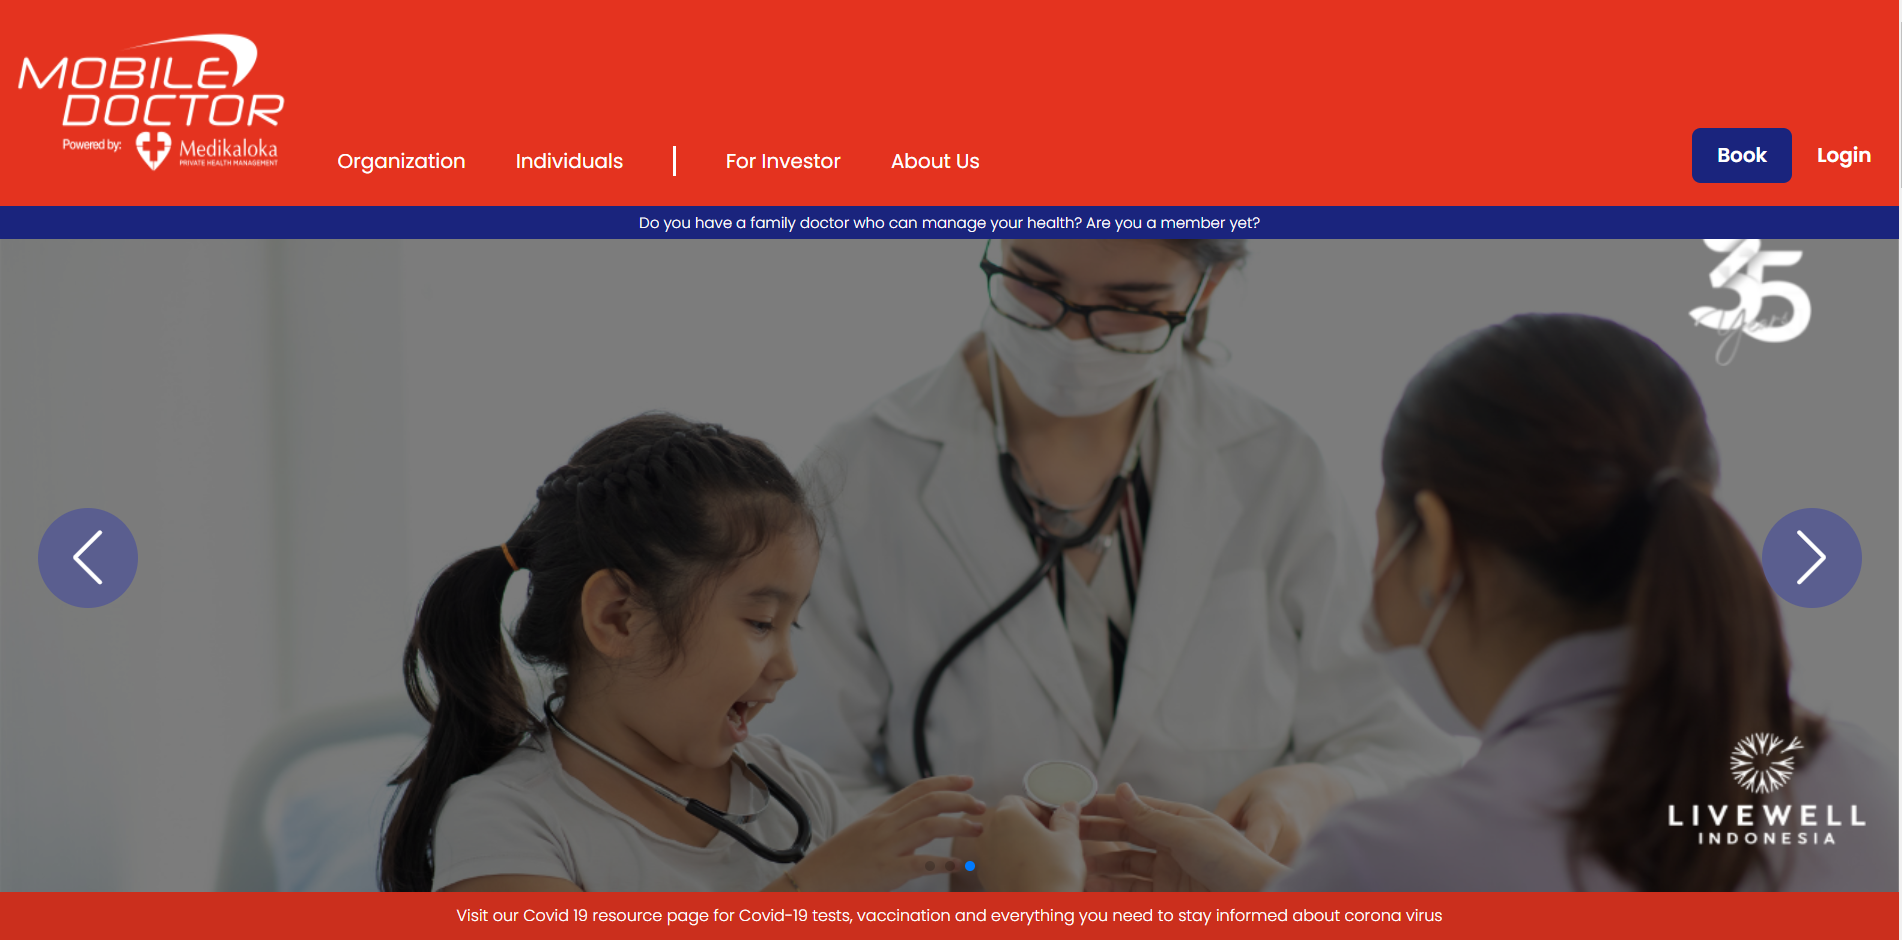 MOBILE
DOCTOR
Powered by: Medikaloka
PRIVATE HEALTH MANAGEMENT
Organization Individuals For Investor About Us
Book Login
Do you have a family doctor who can manage your health? Are you a member yet?
35
Years
LIVEWELL
INDONESIA
Visit our Covid 19 resource page for Covid-19 tests, vaccination and everything you need to stay informed about corona virus